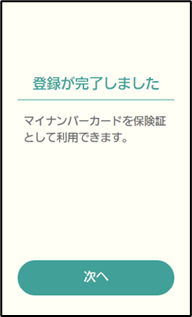 登録が完了しました
マイナンバーカードを保険証
として利用できます。
次へ